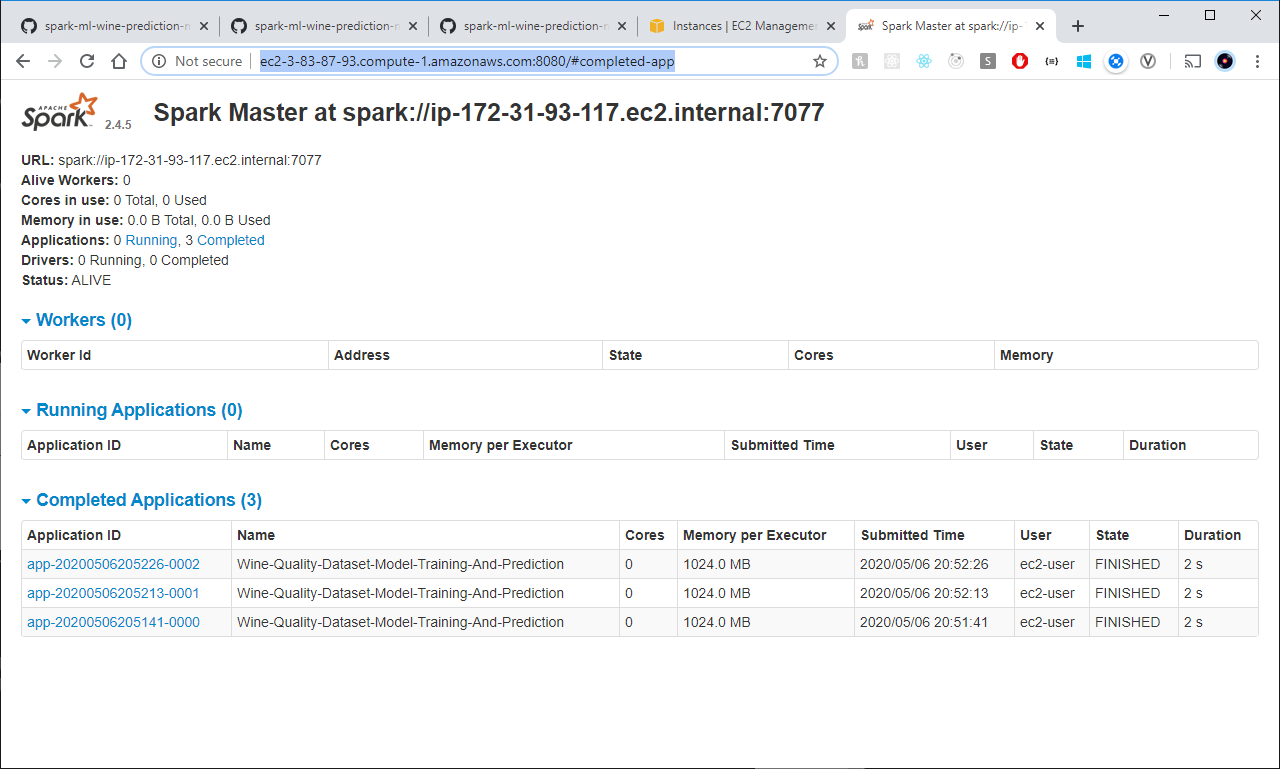 spark-ml-wine-prediction-n
spark-ml-wine-prediction-n
spark-ml-wine-prediction-n
Instances | EC2 Managemen
Spark Master at spark://ip-1
Not secure | ec2-3-83-87-93.compute-1.amazonaws.com:8080/#completed-app
APACHE Spark 2.4.5 Spark Master at spark://ip-172-31-93-117.ec2.internal:7077
URL: spark://ip-172-31-93-117.ec2.internal:7077
Alive Workers: 0
Cores in use: 0 Total, 0 Used
Memory in use: 0.0 B Total, 0.0 B Used
Applications: 0 Running, 3 Completed
Drivers: 0 Running, 0 Completed
Status: ALIVE
Workers (0)
Worker Id Address State Cores Memory
Running Applications (0)
Application ID Name Cores Memory per Executor Submitted Time User State Duration
Completed Applications (3)
Application ID Name Cores Memory per Executor Submitted Time User State Duration
app-20200506205226-0002 Wine-Quality-Dataset-Model-Training-And-Prediction 0 1024.0 MB 2020/05/06 20:52:26 ec2-user FINISHED 2 s
app-20200506205213-0001 Wine-Quality-Dataset-Model-Training-And-Prediction 0 1024.0 MB 2020/05/06 20:52:13 ec2-user FINISHED 2 s
app-20200506205141-0000 Wine-Quality-Dataset-Model-Training-And-Prediction 0 1024.0 MB 2020/05/06 20:51:41 ec2-user FINISHED 2 s